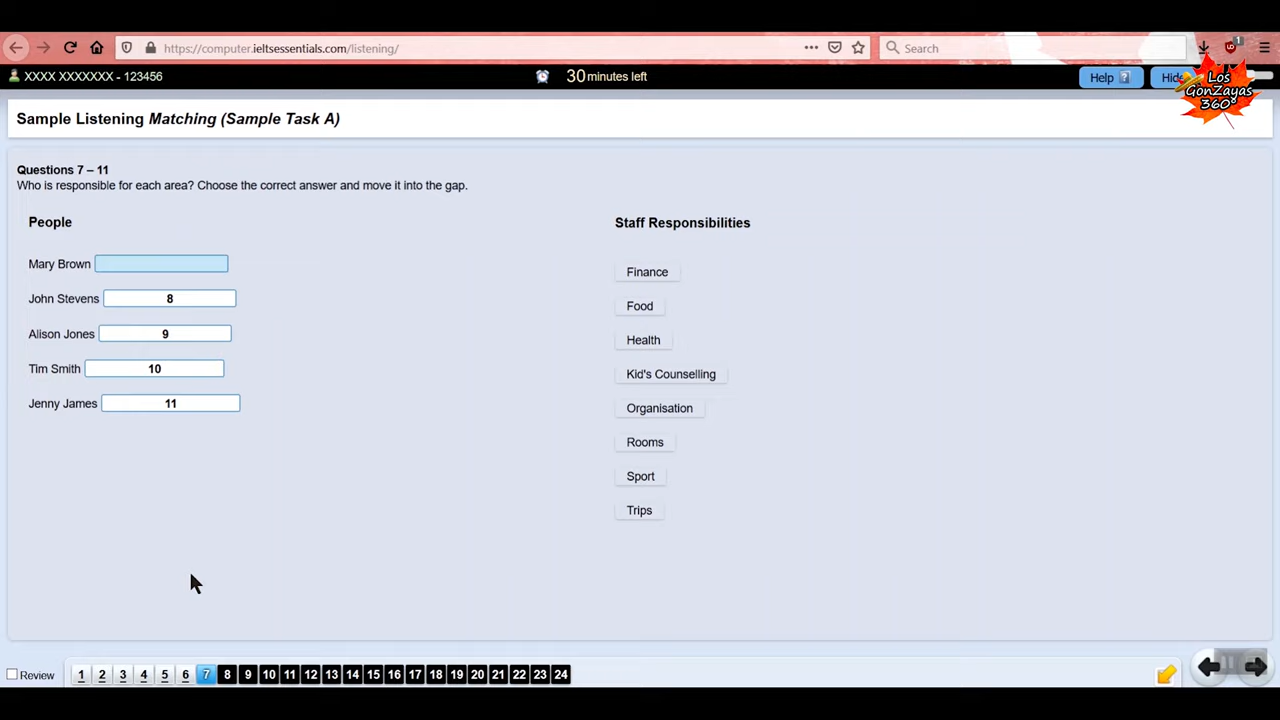 https://computer.ieltsessentials.com/listening/
Search
1
XXXX XXXXXXX - 123456
30 minutes left
Help ?
Hide
Los
GonZayas
360°
Sample Listening Matching (Sample Task A)
Questions 7 – 11
Who is responsible for each area? Choose the correct answer and move it into the gap.
People
Staff Responsibilities
Mary Brown
Finance
John Stevens 8
Food
Alison Jones 9
Health
Tim Smith 10
Kid's Counselling
Jenny James 11
Organisation
Rooms
Sport
Trips
Review 1 2 3 4 5 6 7 8 9 10 11 12 13 14 15 16 17 18 19 20 21 22 23 24